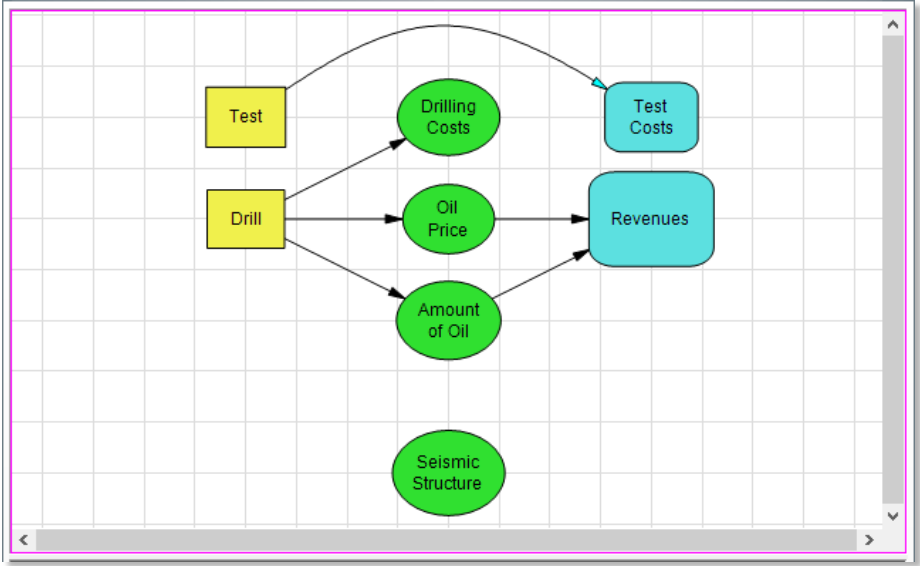 Test
Drilling
Costs
Test
Costs
Drill
Oil
Price
Revenues
Amount
of Oil
Seismic
Structure